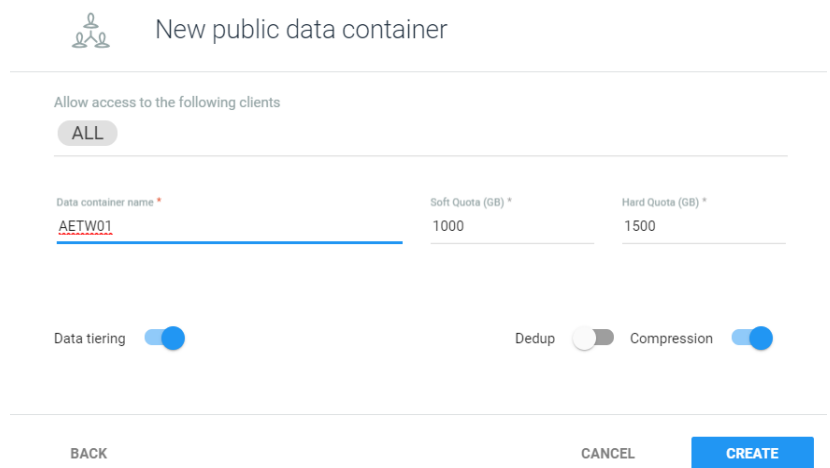 New public data container
Allow access to the following clients
ALL
Data container name * Soft Quota (GB) * Hard Quota (GB) *
AETW01 1000 1500
Data tiering Dedup Compression
BACK CANCEL CREATE